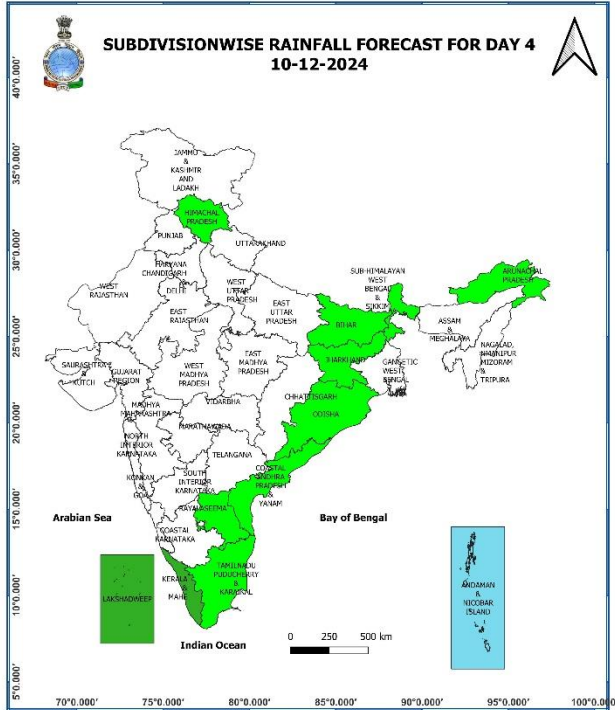 SUBDIVISIONWISE RAINFALL FORECAST FOR DAY 4
10-12-2024
40°0.000'
35°0.000'
30°0.000'
25°0.000'
20°0.000'
15°0.000'
10°0.000'
5°0.000'
JAMMO
&
KASHMIR
AND
LADAKH
HIMACHAL
PRADESH
PUNJAB
UTTARAKHAND
HARYANA
CHANDIGARH
&
DELHI
WEST
RAJASTHAN
WEST
UTTAR
PRADESH
EAST
RAJASTHAN
EAST
UTTAR
PRADESH
SUB-HIMALAYAN
WEST
BENGAL
&
SIKKIM
ARUNACHAL
PRADESH
ASSAM
&
MEGHALAYA
BIHAR
NAGALAD,
MANIPUR
MIZORAM
&
TRIPURA
JHARKHAND
GANGETIC
WEST
BENGAL
SAURASHTRA
&
KUTCH
GUJARAT
REGION
WEST
MADHYA
PRADESH
EAST
MADHYA
PRADESH
CHHATTISGARH
ODISHA
MADHYA
MAHARASHTRA
VIDARBHA
MARATHAWADA
NORTH
INTERIOR
KARNATAKA
TELANGANA
KONKAN
&
GOA
SOUTH
INTERIOR
KARNATAKA
COASTAL
ANDHRA
PRADESH
&
YANAM
RAYALASEEMA
COASTAL
KARNATAKA
Arabian Sea
Bay of Bengal
TAMILNADU
PUDUCHERRY
&
KARAIKAL
KERALA
&
MAHE
LAKSHADWEEP
ANDAMAN
&
NICOBAR
ISLAND
Indian Ocean
0 250 500 km
70°0.000' 75°0.000' 80°0.000' 85°0.000' 90°0.000' 95°0.000' 100°0.000'